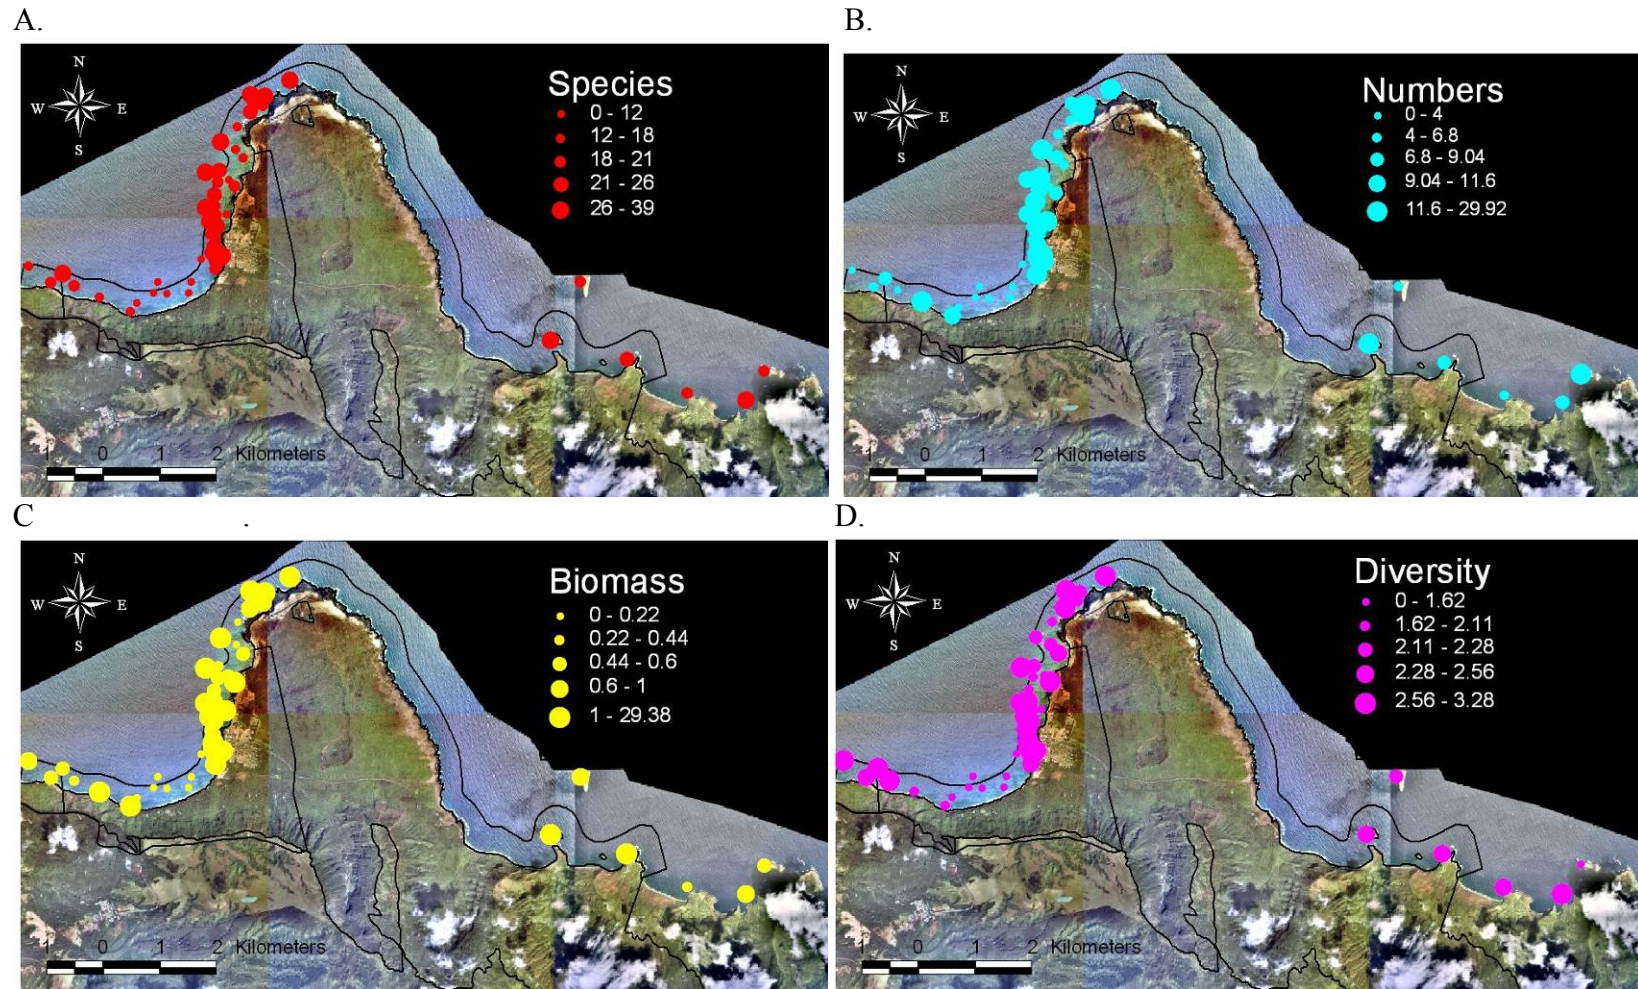 A.
B.
N
W E
S
Species
0 - 12
12 - 18
18 - 21
21 - 26
26 - 39
1 0 1 2 Kilometers
N
W E
S
Numbers
0 - 4
4 - 6.8
6.8 - 9.04
9.04 - 11.6
11.6 - 29.92
1 0 1 2 Kilometers
C .
D.
N
W E
S
Biomass
0 - 0.22
0.22 - 0.44
0.44 - 0.6
0.6 - 1
1 - 29.38
1 0 1 2 Kilometers
N
W E
S
Diversity
0 - 1.62
1.62 - 2.11
2.11 - 2.28
2.28 - 2.56
2.56 - 3.28
1 0 1 2 Kilometers